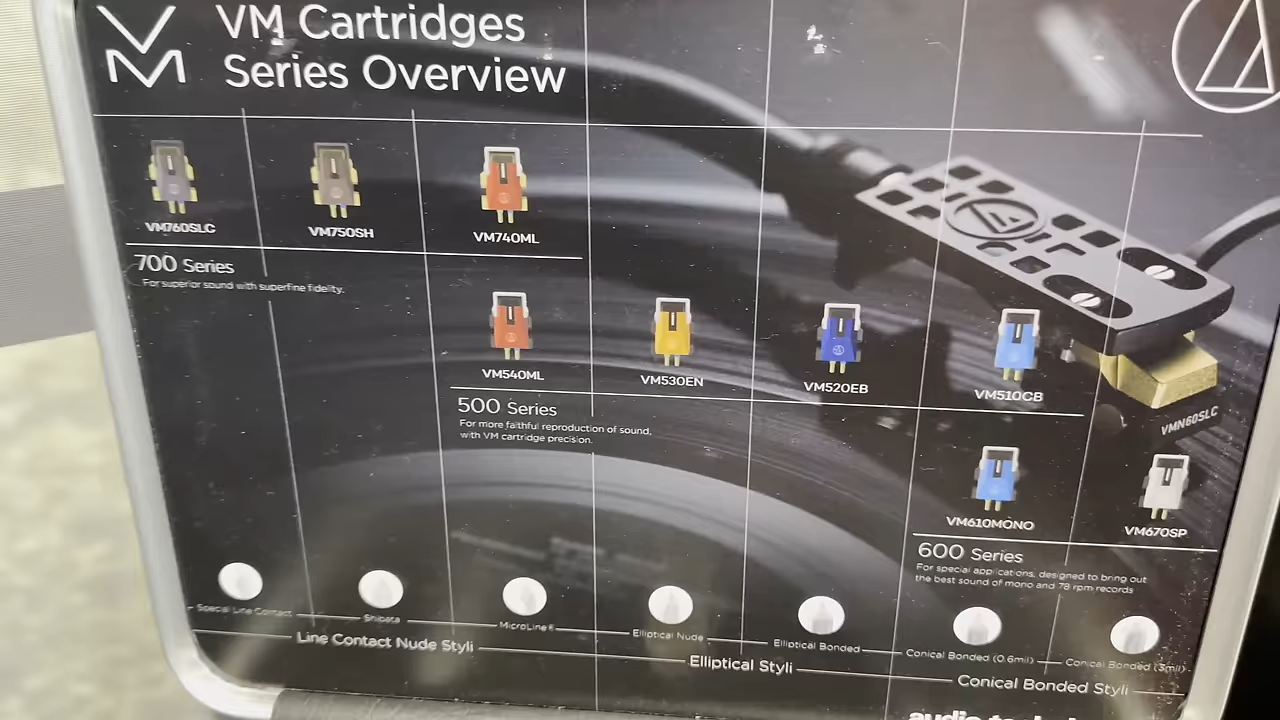 VM
VM Cartridges
Series Overview
VM760SLC
VM750SH
VM740ML
700 Series
For superior sound with superfine fidelity.
VM540ML
VM530EN
VM520EB
VM510CB
500 Series
For more faithful reproduction of sound,
with VM cartridge precision.
VMN60SLC
VM610MONO
VM670SP
600 Series
For special applications, designed to bring out
the best sound of mono and 78 rpm records
Special Line Contact
Shibata
MicroLine®
Elliptical Nude
Elliptical Bonded
Conical Bonded (0.6mil)
Conical Bonded (3mil)
Line Contact Nude Styli
Elliptical Styli
Conical Bonded Styli